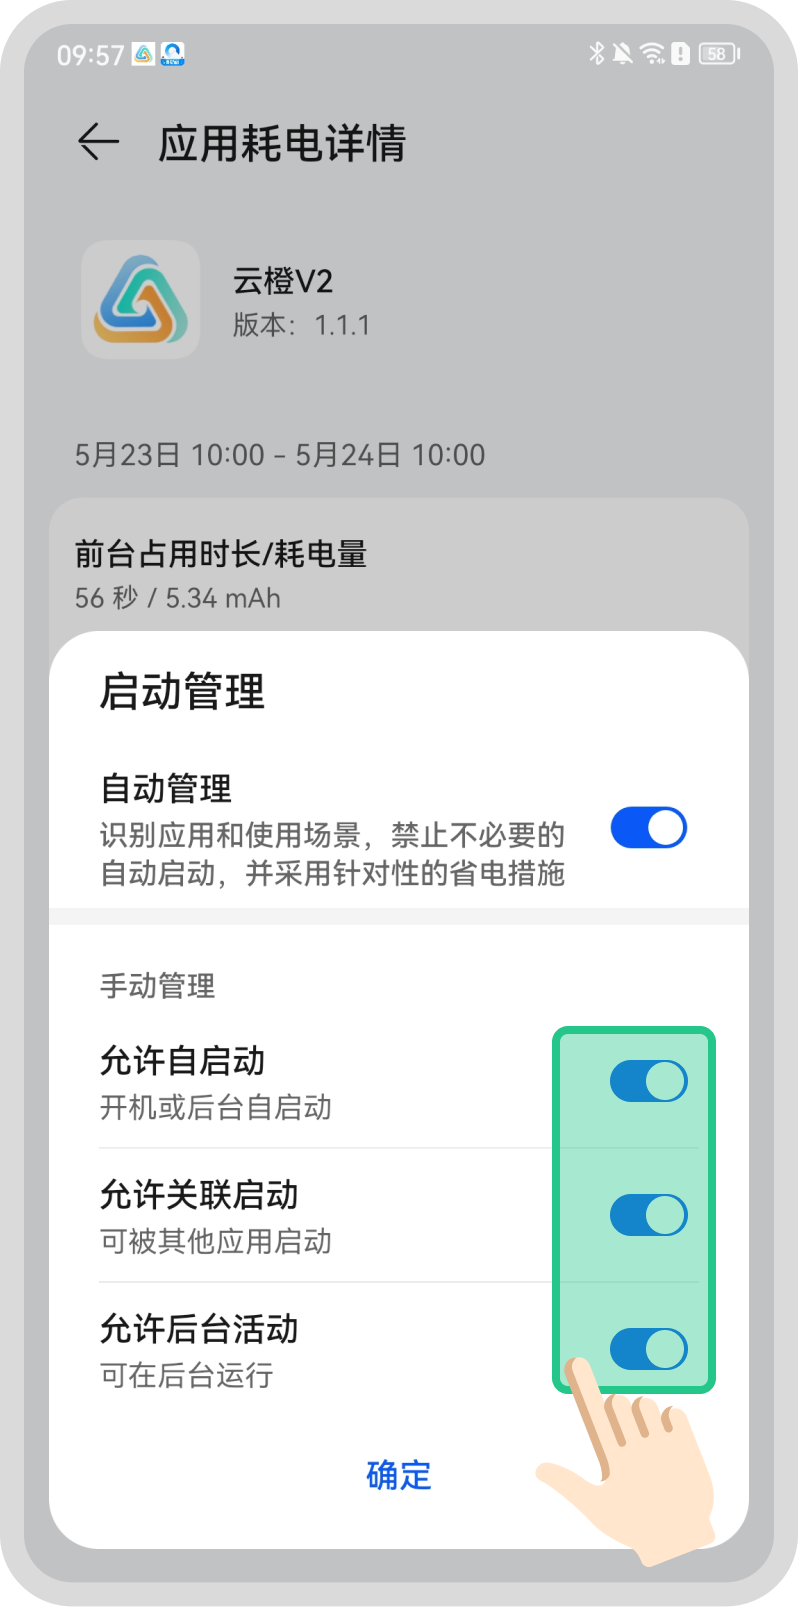 09:57
58
应用耗电详情
云橙V2
版本：1.1.1
5月23日 10:00 – 5月24日 10:00
前台占用时长/耗电量
56 秒 / 5.34 mAh
启动管理
自动管理
识别应用和使用场景，禁止不必要的
自动启动，并采用针对性的省电措施
手动管理
允许自启动
开机或后台自启动
允许关联启动
可被其他应用启动
允许后台活动
可在后台运行
确定